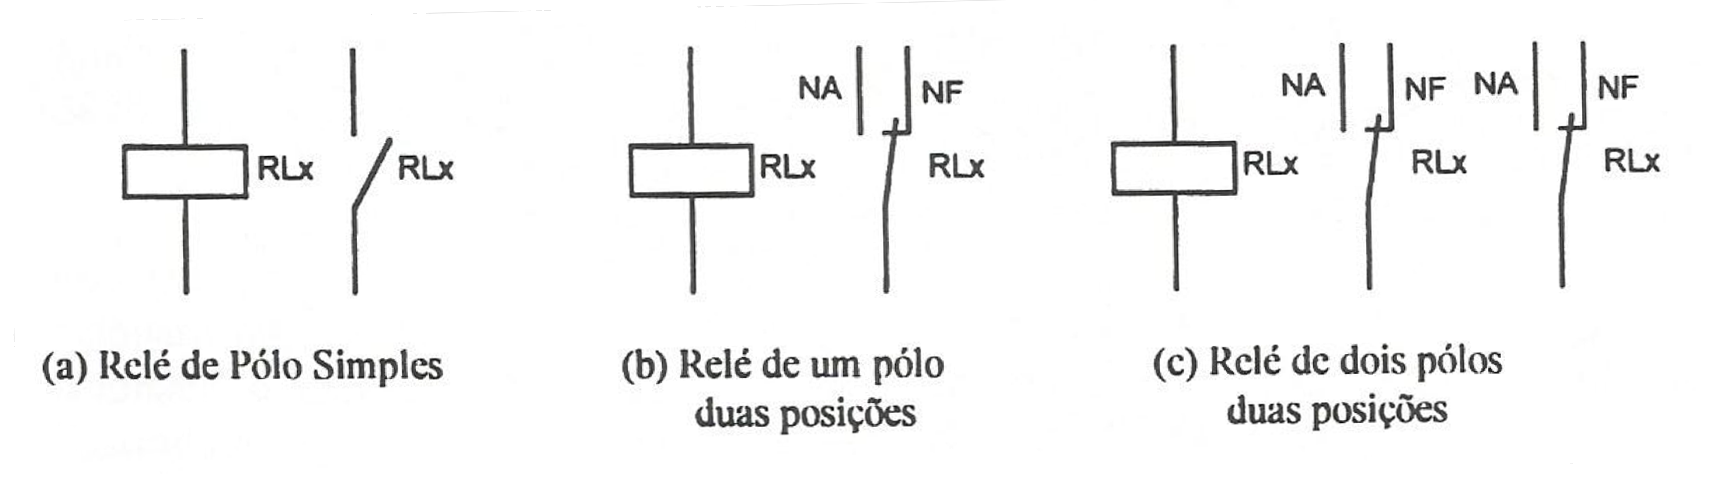 RLx
RLx
(a) Relé de Pólo Simples
NA
NF
RLx
RLx
(b) Relé de um pólo
duas posições
NA
NF
NA
NF
RLx
RLx
RLx
(c) Relé de dois pólos
duas posições